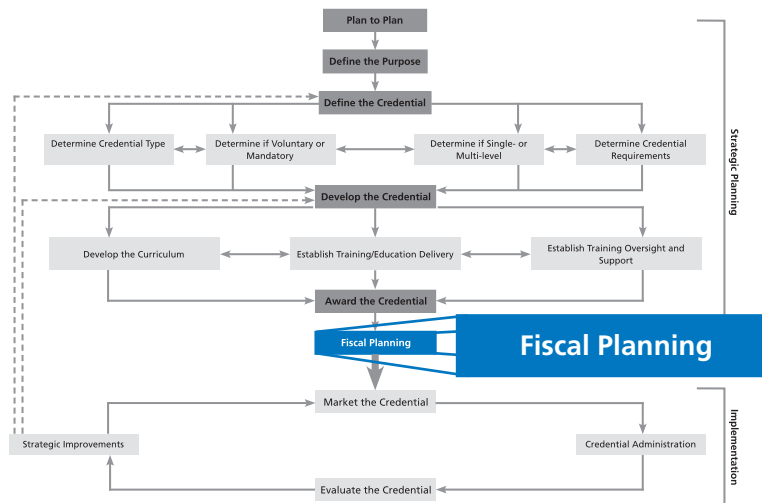 Plan to Plan
Define the Purpose
Define the Credential
Determine Credential Type
Determine if Voluntary or
Mandatory
Determine if Single- or
Multi-level
Determine Credential
Requirements
Strategic Planning
Develop the Credential
Develop the Curriculum
Establish Training/Education Delivery
Establish Training Oversight and
Support
Award the Credential
Fiscal Planning
Fiscal Planning
Market the Credential
Implementation
Strategic Improvements
Credential Administration
Evaluate the Credential